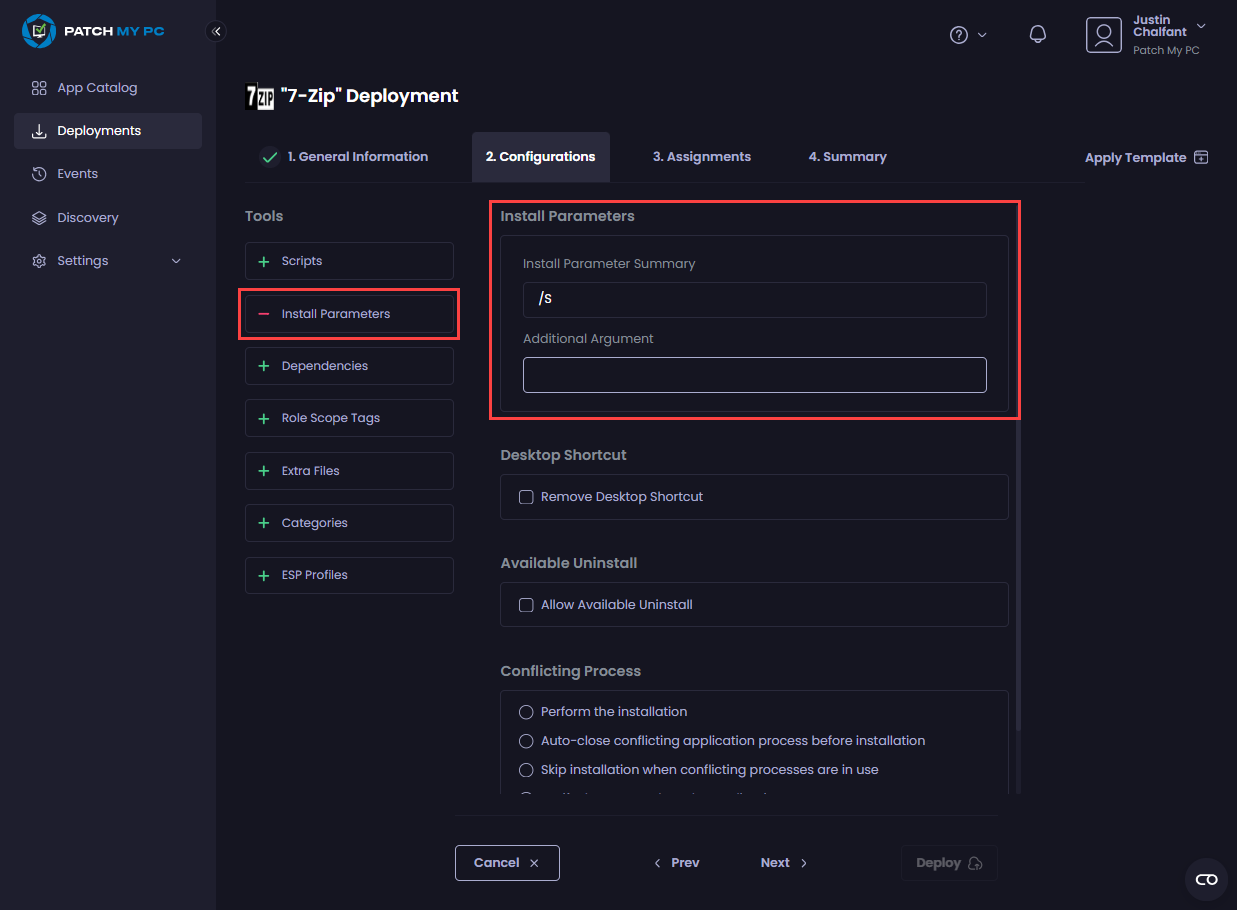 PATCH MY PC
App Catalog
Deployments
Events
Discovery
Settings
Justin
Chalfant
Patch My PC
7ZIP "7-Zip" Deployment
1. General Information
2. Configurations
3. Assignments
4. Summary
Apply Template
Tools
Scripts
Install Parameters
Dependencies
Role Scope Tags
Extra Files
Categories
ESP Profiles
Install Parameters
Install Parameter Summary
/S
Additional Argument
Desktop Shortcut
Remove Desktop Shortcut
Available Uninstall
Allow Available Uninstall
Conflicting Process
Perform the installation
Auto-close conflicting application process before installation
Skip installation when conflicting processes are in use
Cancel
Prev
Next
Deploy